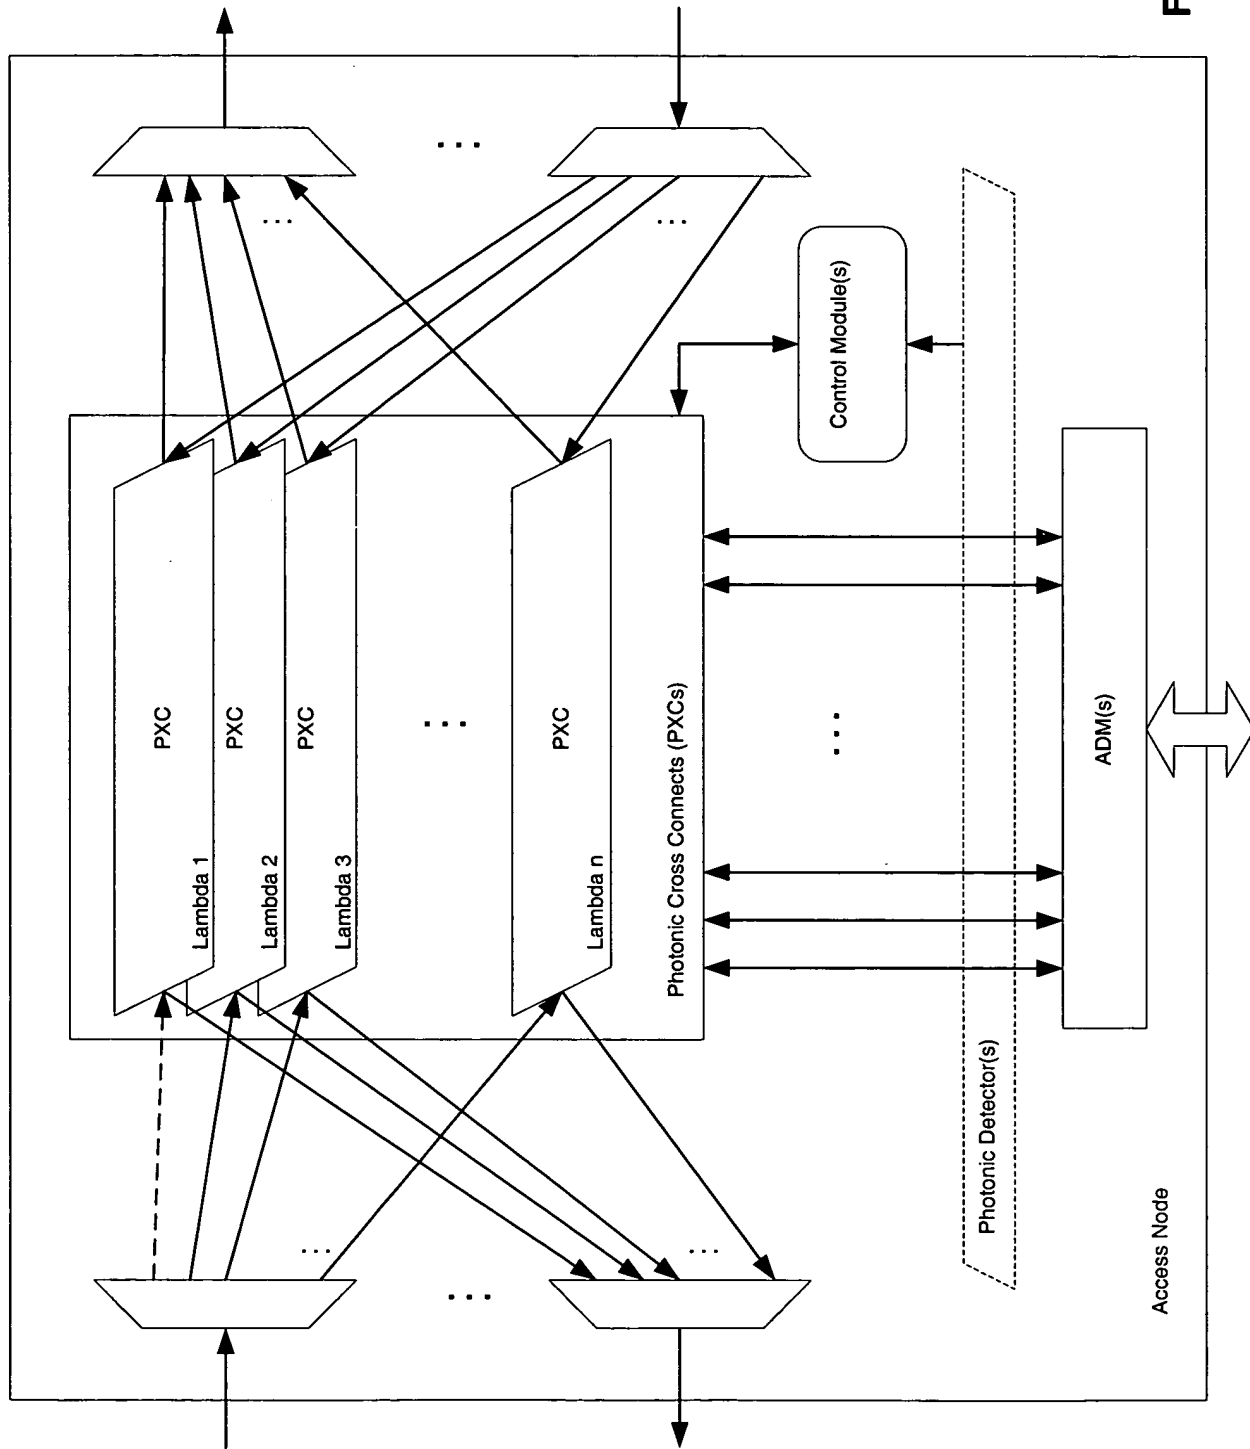 PXC
Lambda 1
PXC
Lambda 2
PXC
Lambda 3
...
PXC
Lambda n
Photonic Cross Connects (PXCs)
Control Module(s)
Photonic Detector(s)
ADM(s)
Access Node
F